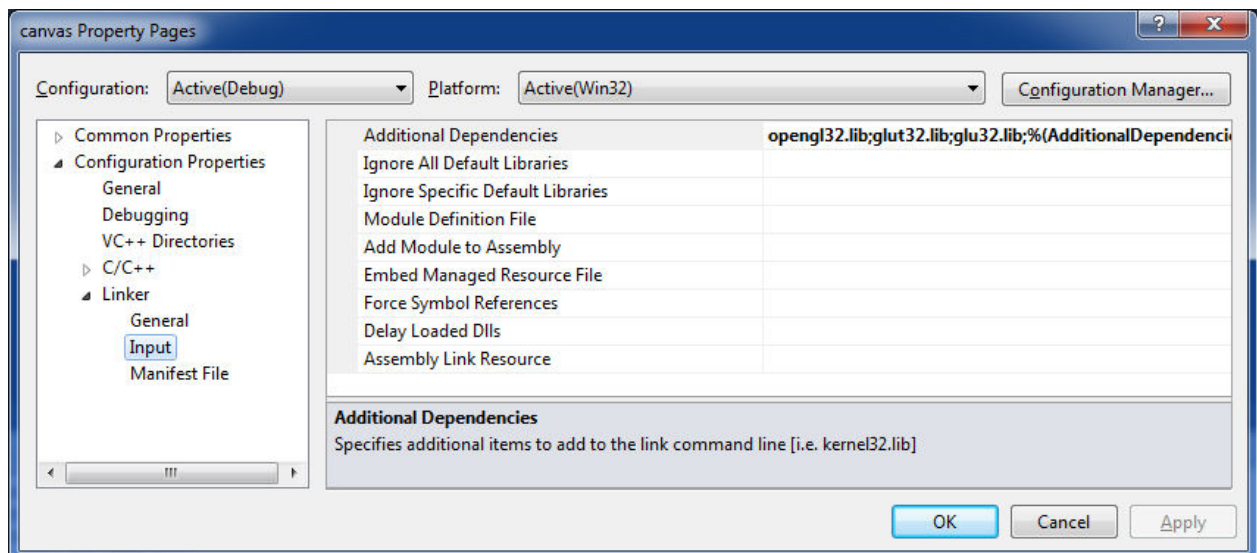 canvas Property Pages
?
Configuration: Active(Debug) Platform: Active(Win32) Configuration Manager...
Common Properties
Configuration Properties
General
Debugging
VC++ Directories
C/C++
Linker
General
Input
Manifest File
Additional Dependencies opengl32.lib;glut32.lib;glu32.lib;%(AdditionalDependenci
Ignore All Default Libraries
Ignore Specific Default Libraries
Module Definition File
Add Module to Assembly
Embed Managed Resource File
Force Symbol References
Delay Loaded Dlls
Assembly Link Resource
Additional Dependencies
Specifies additional items to add to the link command line [i.e. kernel32.lib]
OK Cancel Apply